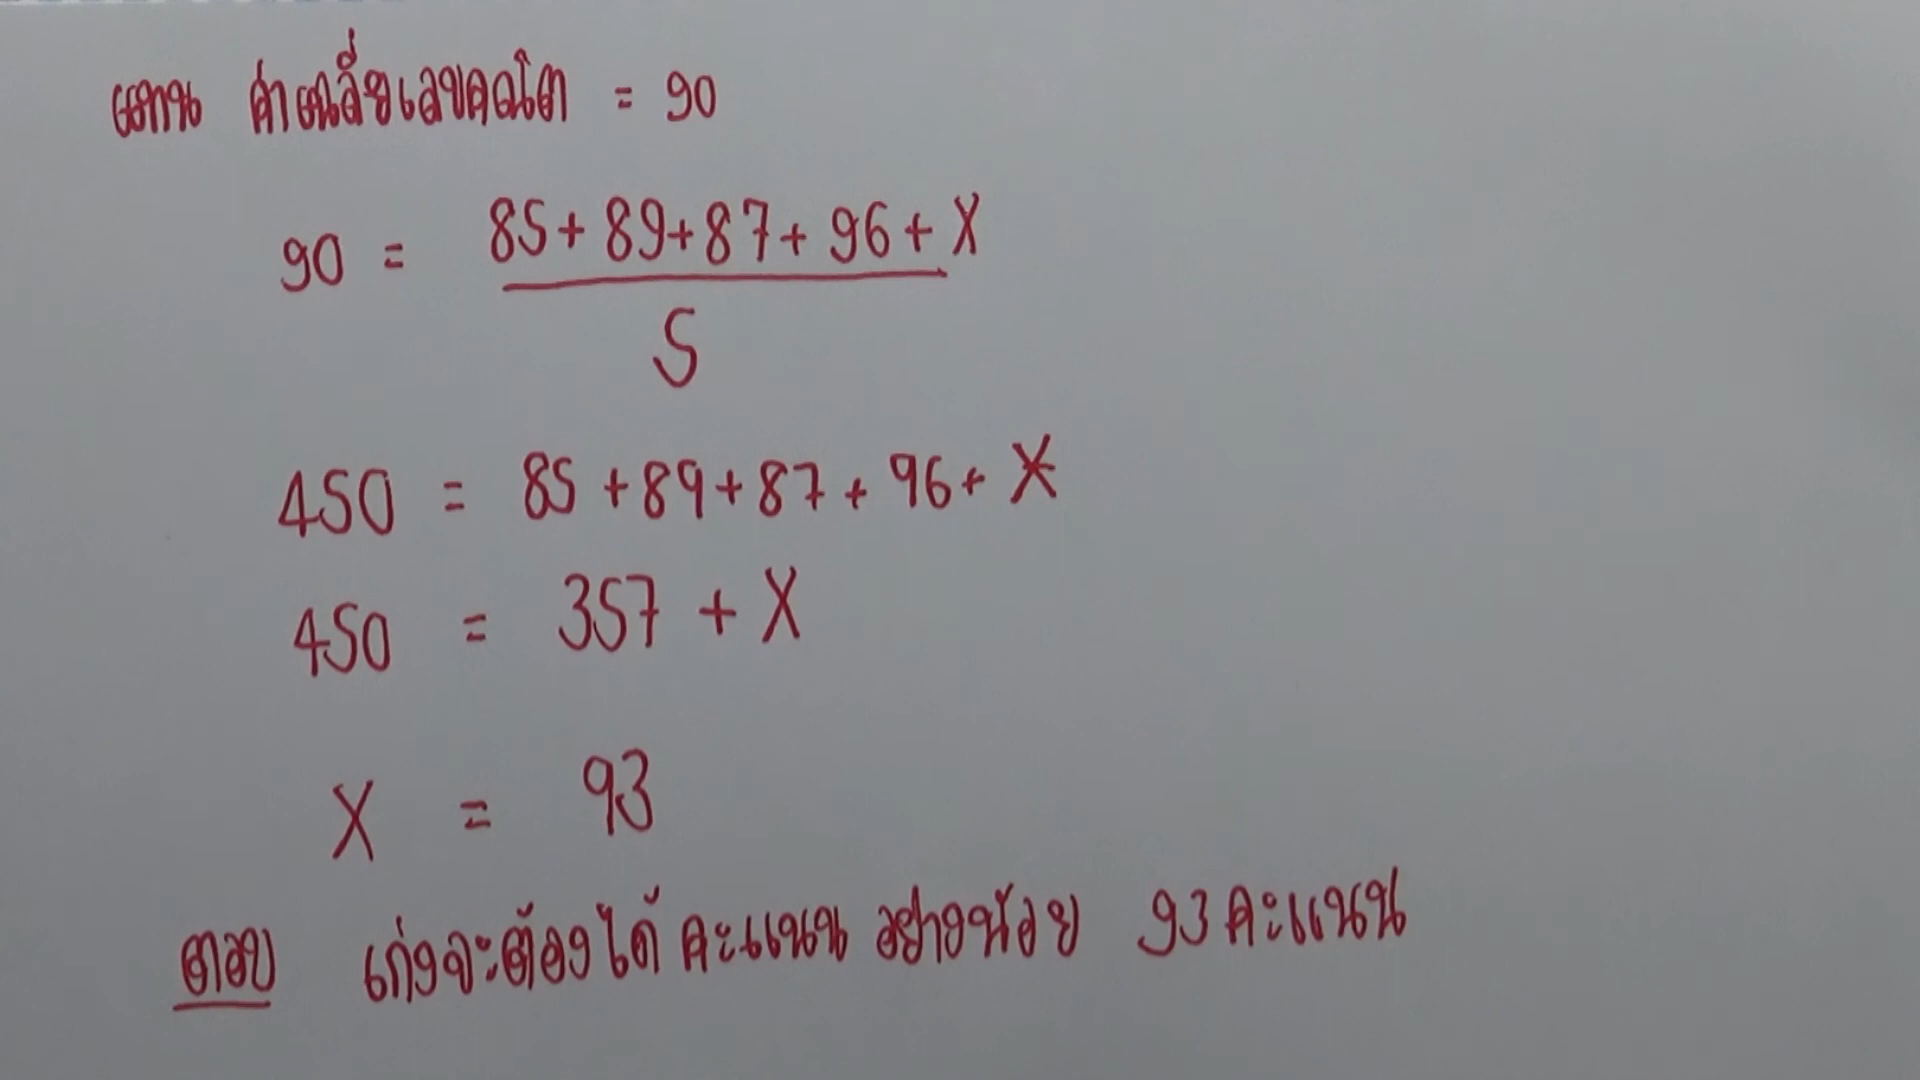 แทน ค่าเฉลี่ยเลขคณิต = 90
90 = 85 + 89 + 87 + 96 + X
5
450 = 85 + 89 + 87 + 96 + X
450 = 357 + X
X = 93
ตอบ เก่งจะต้องได้ คะแนน อย่างน้อย 93 คะแนน